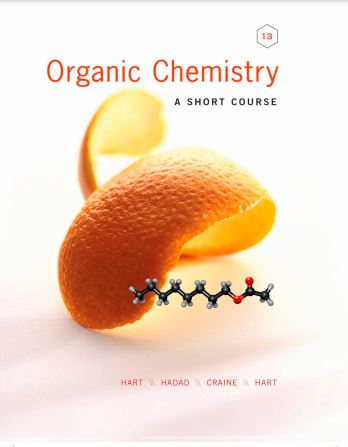 13
Organic Chemistry
A SHORT COURSE
HART \\ HADAD \\ CRAINE \\ HART